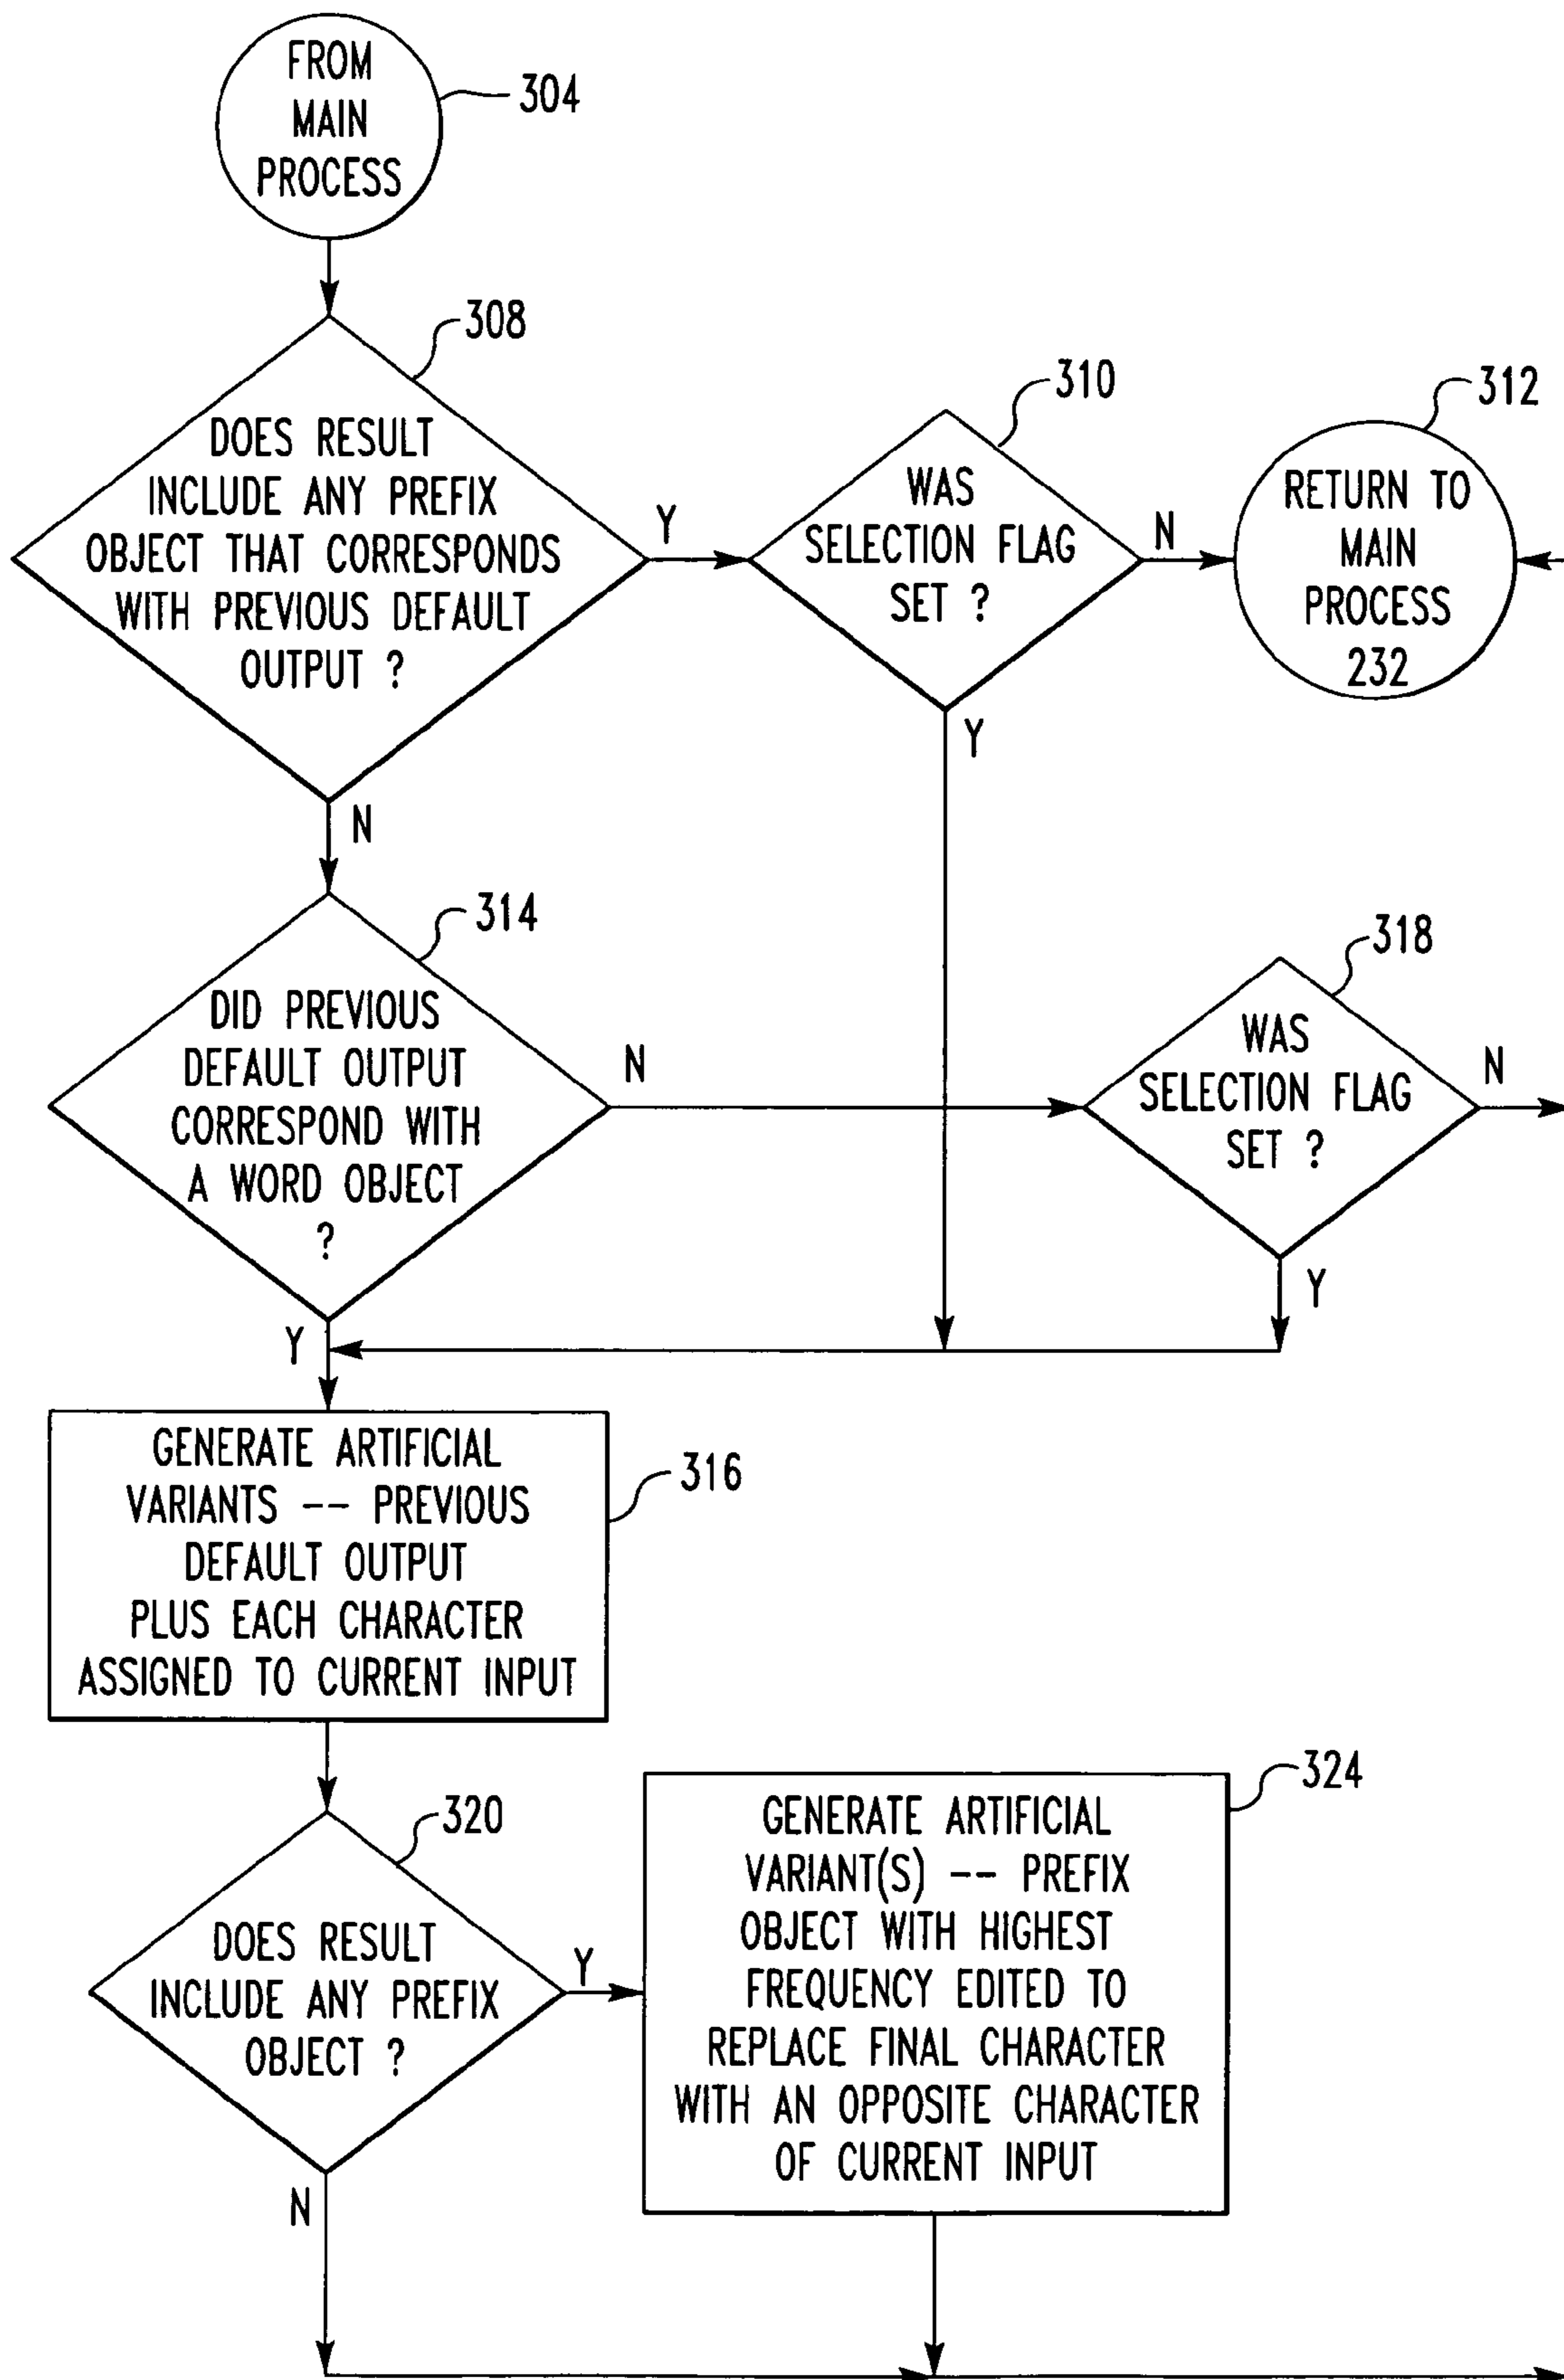 FROM
MAIN
PROCESS
304
308
DOES RESULT
INCLUDE ANY PREFIX
OBJECT THAT CORRESPONDS
WITH PREVIOUS DEFAULT
OUTPUT ?
Y
N
310
WAS
SELECTION FLAG
SET ?
N
Y
312
RETURN TO
MAIN
PROCESS
232
314
DID PREVIOUS
DEFAULT OUTPUT
CORRESPOND WITH
A WORD OBJECT
?
N
Y
318
WAS
SELECTION FLAG
SET ?
N
Y
316
GENERATE ARTIFICIAL
VARIANTS -- PREVIOUS
DEFAULT OUTPUT
PLUS EACH CHARACTER
ASSIGNED TO CURRENT INPUT
320
DOES RESULT
INCLUDE ANY PREFIX
OBJECT ?
Y
N
324
GENERATE ARTIFICIAL
VARIANT(S) -- PREFIX
OBJECT WITH HIGHEST
FREQUENCY EDITED TO
REPLACE FINAL CHARACTER
WITH AN OPPOSITE CHARACTER
OF CURRENT INPUT